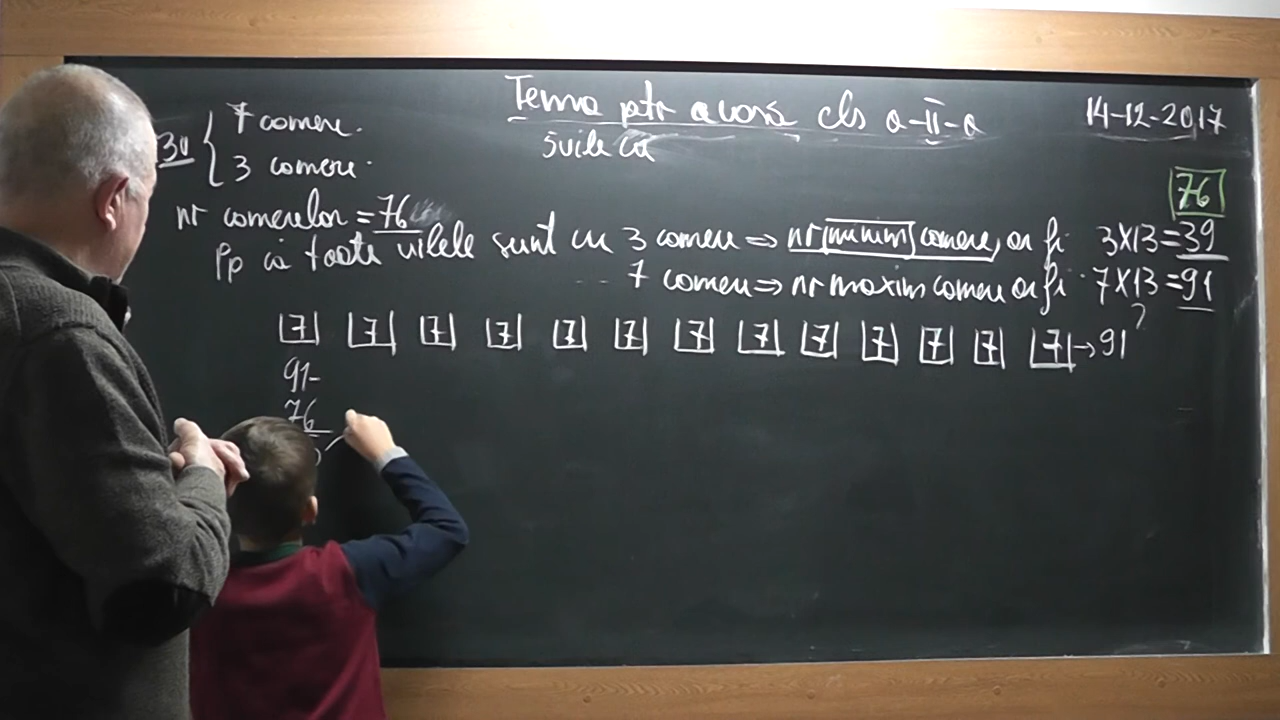 Tema ptr acasă cls a-II-a
14-12-2017
7 camere.
vile cu
3 camere.
76
nr camerelor = 76
Pp că toate vilele sunt cu 3 camere ⇒ nr minim camere, ar fi 3x13=39
... 7 camere ⇒ nr maxim camere ar fi 7x13=91
?
7 7 7 7 7 7 7 7 7 7 7 7 7 → 91
91-
76